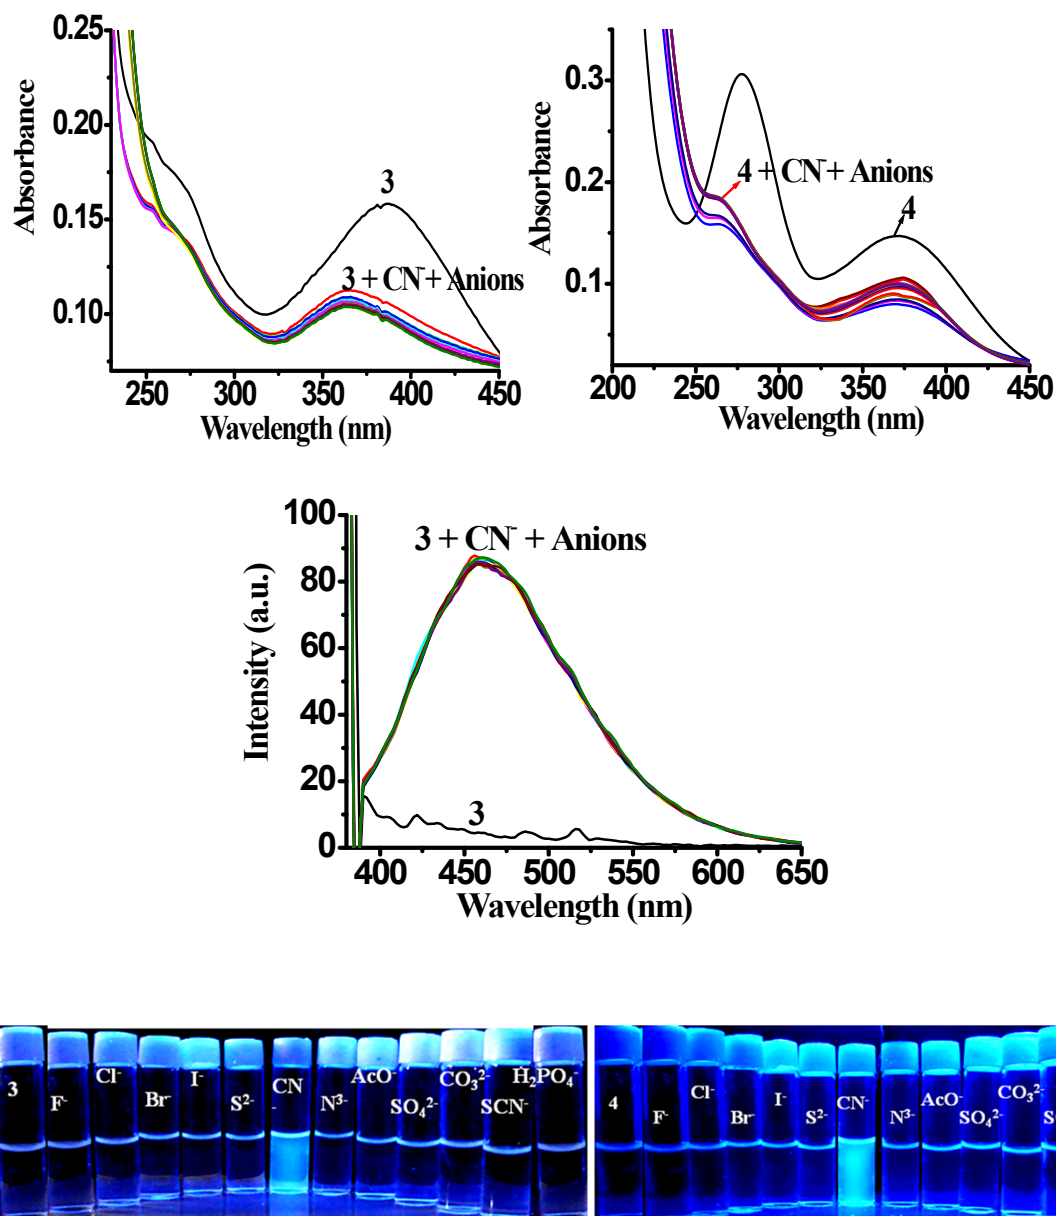 0.25
0.20
0.15
0.10
Absorbance
3
3 + CN⁻+ Anions
250 300 350 400 450
Wavelength (nm)
0.3
0.2
0.1
Absorbance
4 + CN⁻+ Anions
4
200 250 300 350 400 450
Wavelength (nm)
100
80
60
40
20
0
Intensity (a.u.)
3 + CN⁻ + Anions
3
400 450 500 550 600 650
Wavelength (nm)
3 F⁻ Cl⁻ Br⁻ I⁻ S²⁻ CN⁻ N³⁻ AcO⁻ SO₄²⁻ CO₃²⁻ SCN⁻ H₂PO₄⁻
4 F⁻ Cl⁻ Br⁻ I⁻ S²⁻ CN⁻ N³⁻ AcO⁻ SO₄²⁻ CO₃²⁻